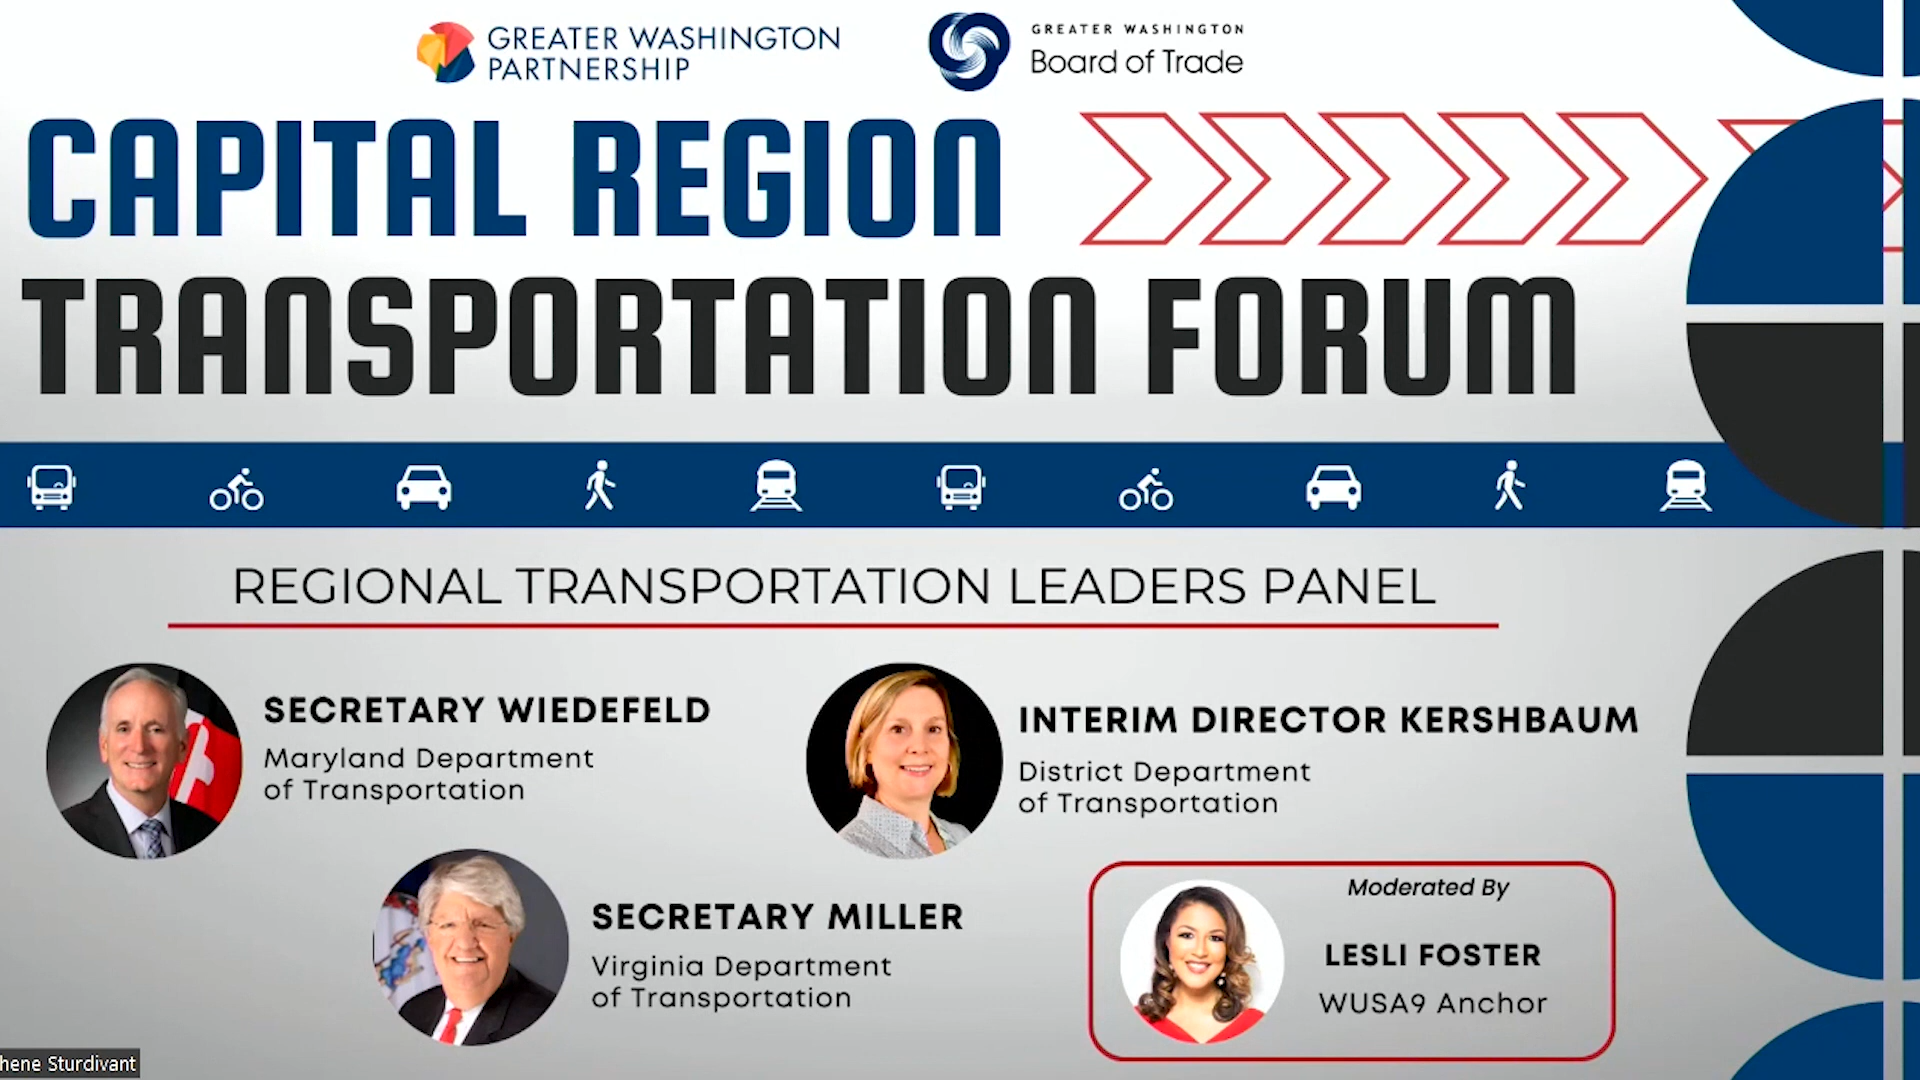 GREATER WASHINGTON
PARTNERSHIP
GREATER WASHINGTON
Board of Trade
CAPITAL REGION
TRANSPORTATION FORUM
REGIONAL TRANSPORTATION LEADERS PANEL
SECRETARY WIEDEFELD
Maryland Department
of Transportation
INTERIM DIRECTOR KERSHBAUM
District Department
of Transportation
SECRETARY MILLER
Virginia Department
of Transportation
Moderated By
LESLI FOSTER
WUSA9 Anchor
hene Sturdivant